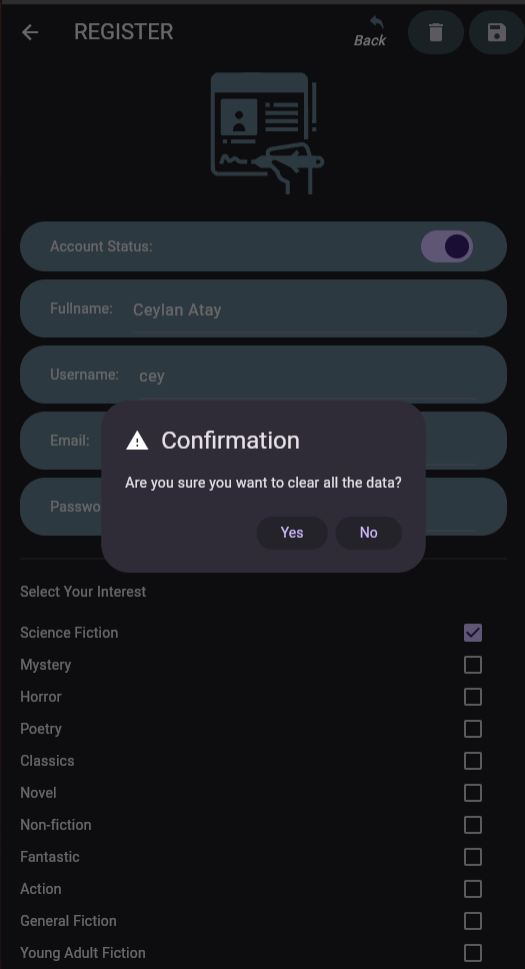 REGISTER
Back
Account Status:
Fullname: Ceylan Atay
Username: cey
Email:
Passwo
Confirmation
Are you sure you want to clear all the data?
Yes No
Select Your Interest
Science Fiction
Mystery
Horror
Poetry
Classics
Novel
Non-fiction
Fantastic
Action
General Fiction
Young Adult Fiction